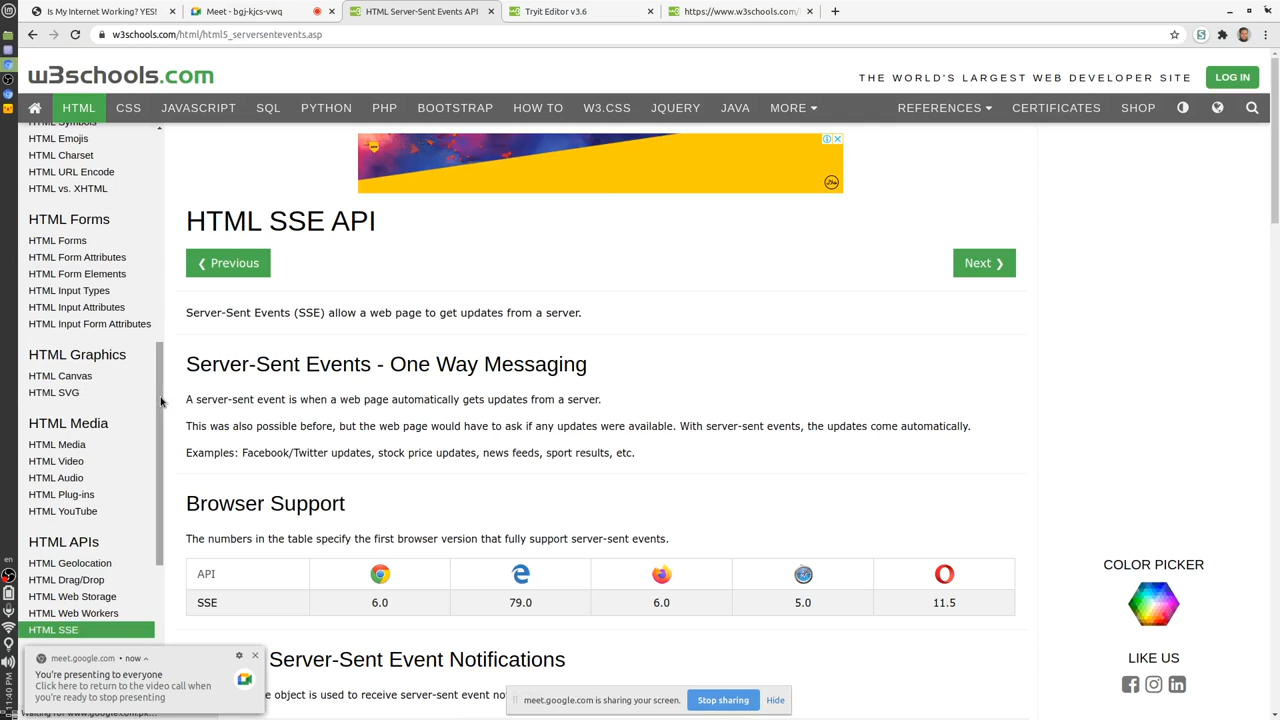 Is My Internet Working? YES!
Meet - bgj-kjcs-vwq
HTML Server-Sent Events API
Tryit Editor v3.6
https://www.w3schools.com/
w3schools.com/html/html5_serversentevents.asp
w3schools.com
THE WORLD'S LARGEST WEB DEVELOPER SITE
LOG IN
HTML CSS JAVASCRIPT SQL PYTHON PHP BOOTSTRAP HOW TO W3.CSS JQUERY JAVA MORE REFERENCES CERTIFICATES SHOP
HTML Symbols
HTML Emojis
HTML Charset
HTML URL Encode
HTML vs. XHTML
HTML Forms
HTML Forms
HTML Form Attributes
HTML Form Elements
HTML Input Types
HTML Input Attributes
HTML Input Form Attributes
HTML Graphics
HTML Canvas
HTML SVG
HTML Media
HTML Media
HTML Video
HTML Audio
HTML Plug-ins
HTML YouTube
HTML APIs
HTML Geolocation
HTML Drag/Drop
HTML Web Storage
HTML Web Workers
HTML SSE
HTML SSE API
❮ Previous
Next ❯
Server-Sent Events (SSE) allow a web page to get updates from a server.
Server-Sent Events - One Way Messaging
A server-sent event is when a web page automatically gets updates from a server.
This was also possible before, but the web page would have to ask if any updates were available. With server-sent events, the updates come automatically.
Examples: Facebook/Twitter updates, stock price updates, news feeds, sport results, etc.
Browser Support
The numbers in the table specify the first browser version that fully support server-sent events.
API
SSE 6.0 79.0 6.0 5.0 11.5
Server-Sent Event Notifications
e object is used to receive server-sent event no
COLOR PICKER
LIKE US
meet.google.com • now
You're presenting to everyone
Click here to return to the video call when
you're ready to stop presenting
meet.google.com is sharing your screen.
Stop sharing
Hide
Waiting for www.google.com.pk...
en
11:40 PM